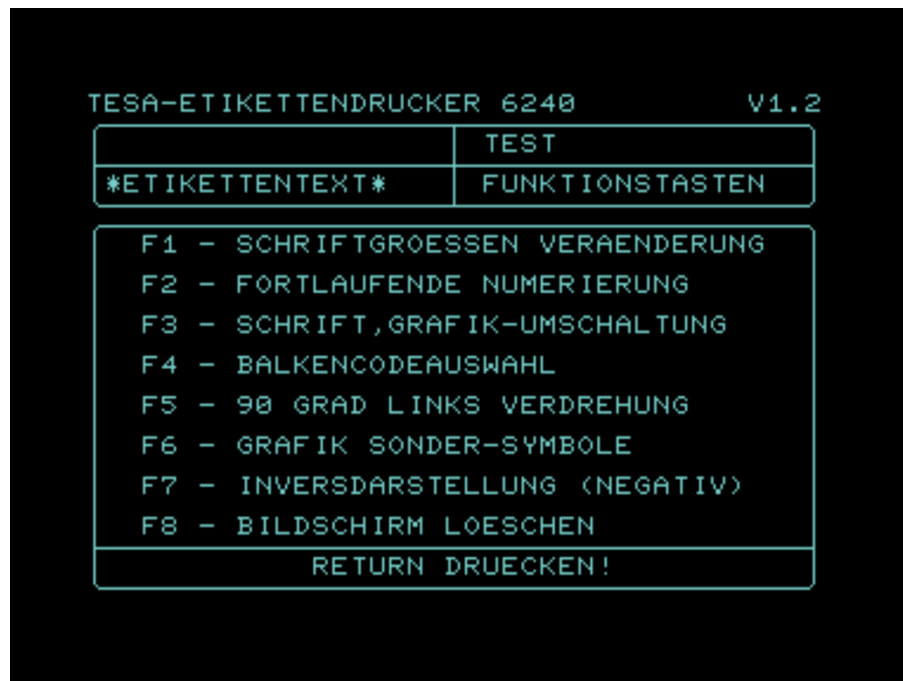 TESA-ETIKETTENDRUCKER 6240 V1.2
TEST
*ETIKETTENTEXT* FUNKTIONSTASTEN
F1 - SCHRIFTGROESSEN VERAENDERUNG
F2 - FORTLAUFENDE NUMERIERUNG
F3 - SCHRIFT,GRAFIK-UMSCHALTUNG
F4 - BALKENCODEAUSWAHL
F5 - 90 GRAD LINKS VERDREHUNG
F6 - GRAFIK SONDER-SYMBOLE
F7 - INVERSDARSTELLUNG (NEGATIV)
F8 - BILDSCHIRM LOESCHEN
RETURN DRUECKEN!